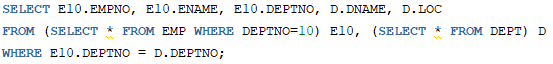 SELECT E10.EMPNO, E10.ENAME, E10.DEPTNO, D.DNAME, D.LOC
FROM (SELECT * FROM EMP WHERE DEPTNO=10) E10, (SELECT * FROM DEPT) D
WHERE E10.DEPTNO = D.DEPTNO;